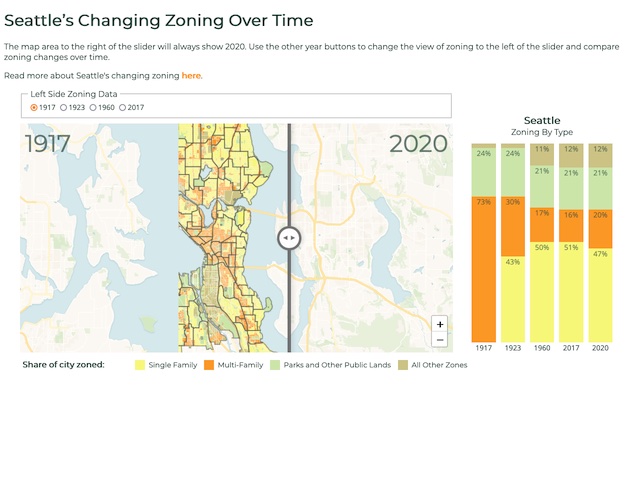 Seattle's Changing Zoning Over Time
The map area to the right of the slider will always show 2020. Use the other year buttons to change the view of zoning to the left of the slider and compare
zoning changes over time.
Read more about Seattle's changing zoning here.
Left Side Zoning Data
1917 1923 1960 2017
1917
2020
+
−
Seattle
Zoning By Type
24% 24% 11% 12% 12%
21% 21% 21%
73% 30% 17% 16% 20%
43% 50% 51% 47%
1917 1923 1960 2017 2020
Share of city zoned: Single Family Multi-Family Parks and Other Public Lands All Other Zones